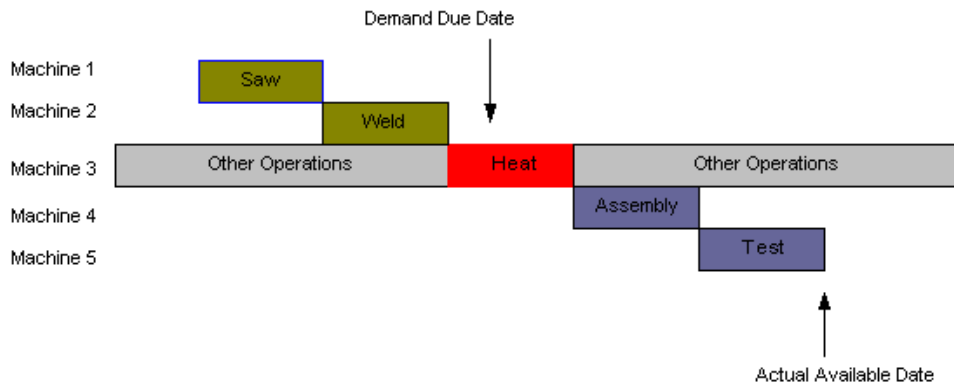 Demand Due Date
Machine 1
Saw
Machine 2
Weld
Machine 3
Other Operations
Heat
Other Operations
Machine 4
Assembly
Machine 5
Test
Actual Available Date